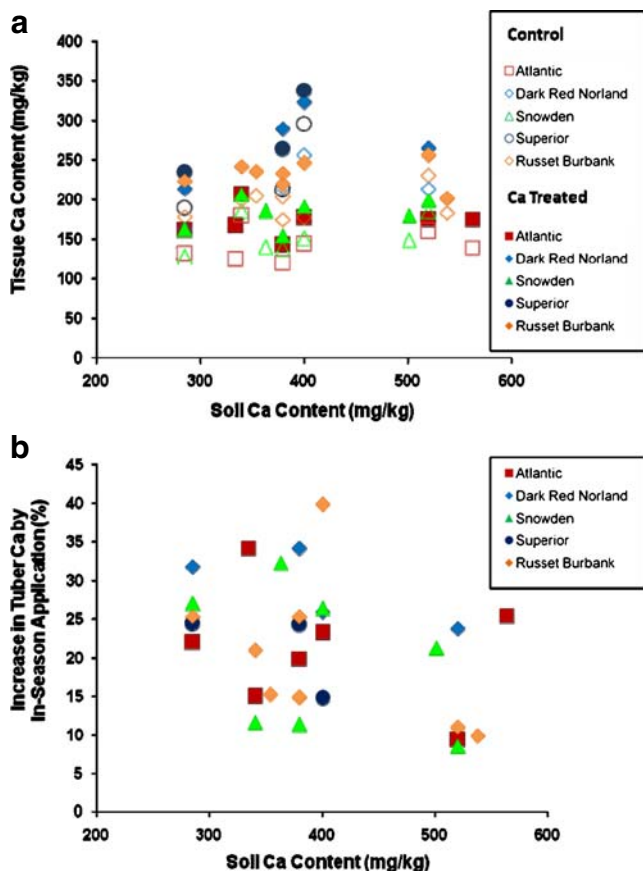 a
Tissue Ca Content (mg/kg)
400
350
300
250
200
150
100
50
0
200
300
400
500
600
Soil Ca Content (mg/kg)
Control
Atlantic
Dark Red Norland
Snowden
Superior
Russet Burbank
Ca Treated
Atlantic
Dark Red Norland
Snowden
Superior
Russet Burbank
b
Increase in Tuber Ca by
In-Season Application (%)
45
40
35
30
25
20
15
10
5
0
200
300
400
500
600
Soil Ca Content (mg/kg)
Atlantic
Dark Red Norland
Snowden
Superior
Russet Burbank